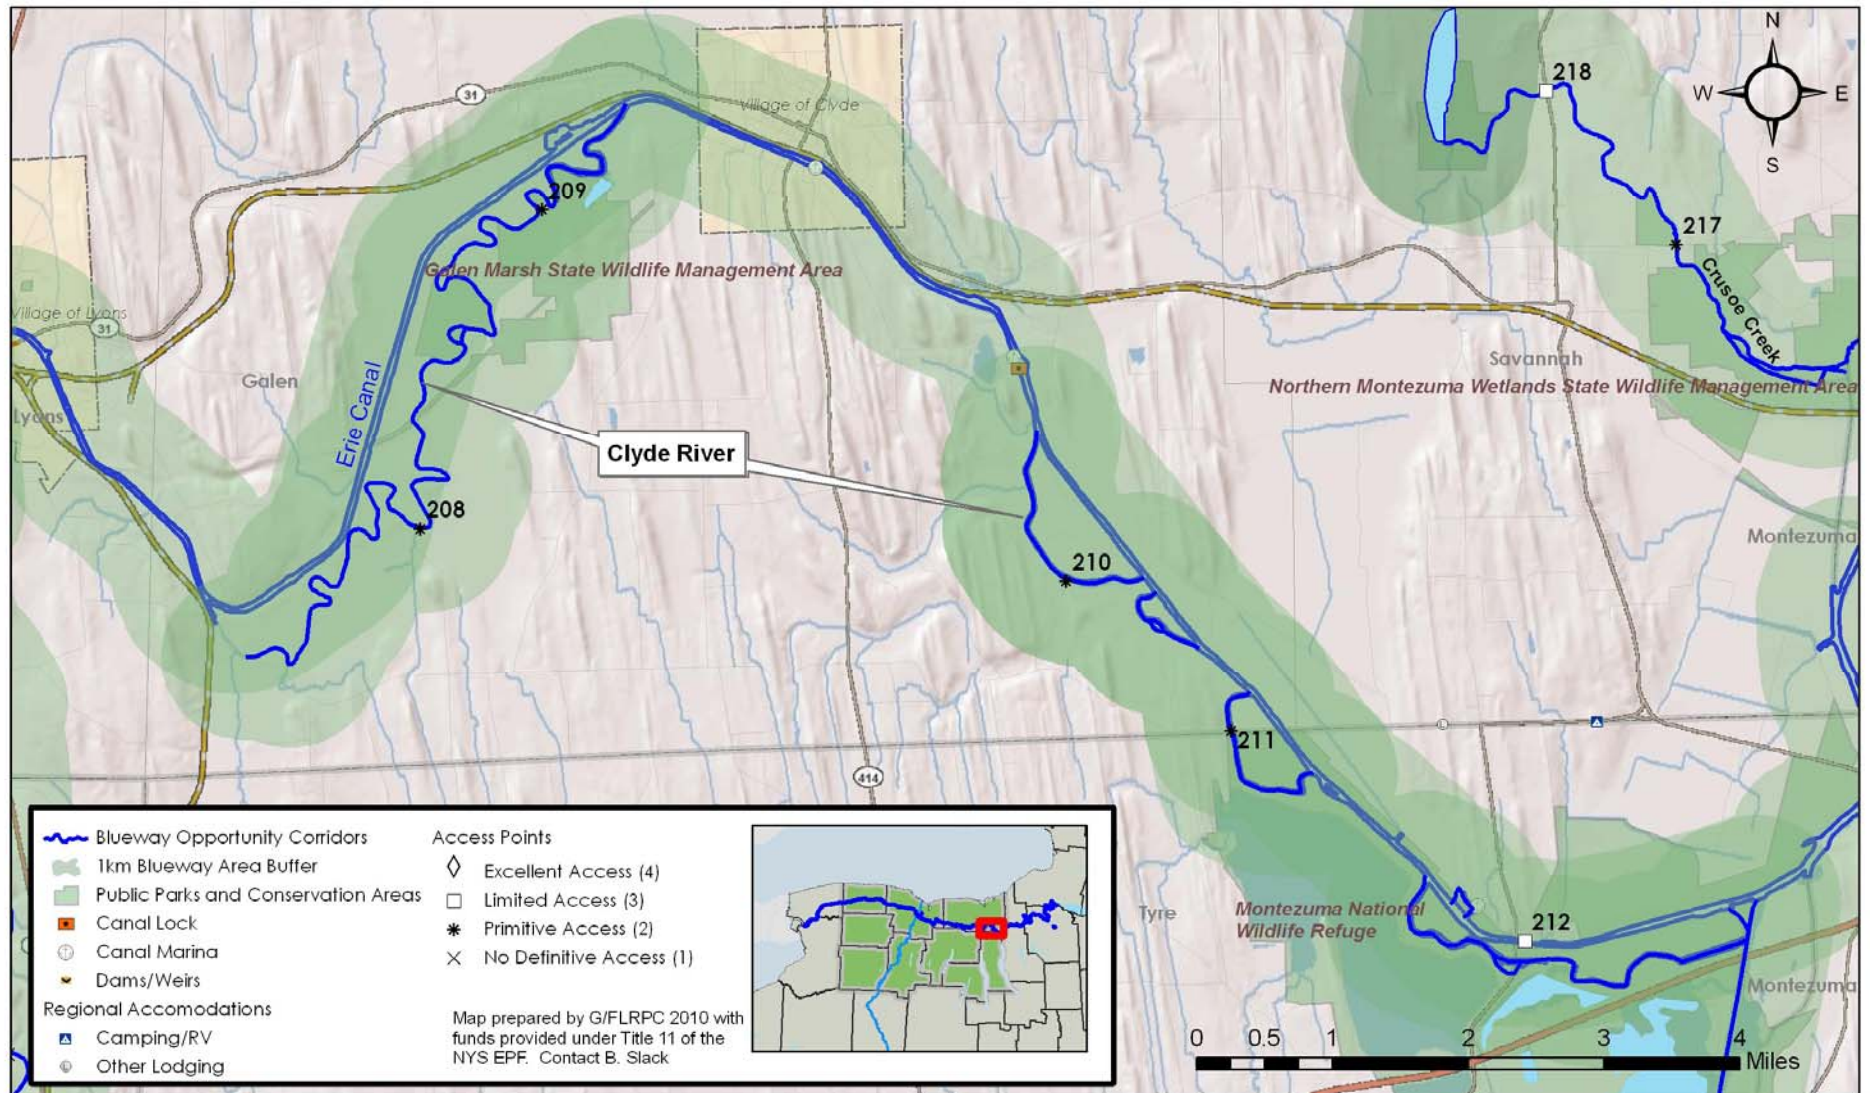 N
W
E
S
218
217
Crusoe Creek
31
Village of Clyde
209
Galen Marsh State Wildlife Management Area
Village of Lyons
31
Galen
Lyons
Erie Canal
Clyde River
208
210
211
212
Savannah
Northern Montezuma Wetlands State Wildlife Management Area
Montezuma
414
Tyre
Montezuma National
Wildlife Refuge
Montezuma
0 0.5 1 2 3 4
Miles
Blueway Opportunity Corridors
1km Blueway Area Buffer
Public Parks and Conservation Areas
Canal Lock
Canal Marina
Dams/Weirs
Regional Accomodations
Camping/RV
Other Lodging
Access Points
Excellent Access (4)
Limited Access (3)
Primitive Access (2)
No Definitive Access (1)
Map prepared by G/FLRPC 2010 with
funds provided under Title 11 of the
NYS EPF. Contact B. Slack